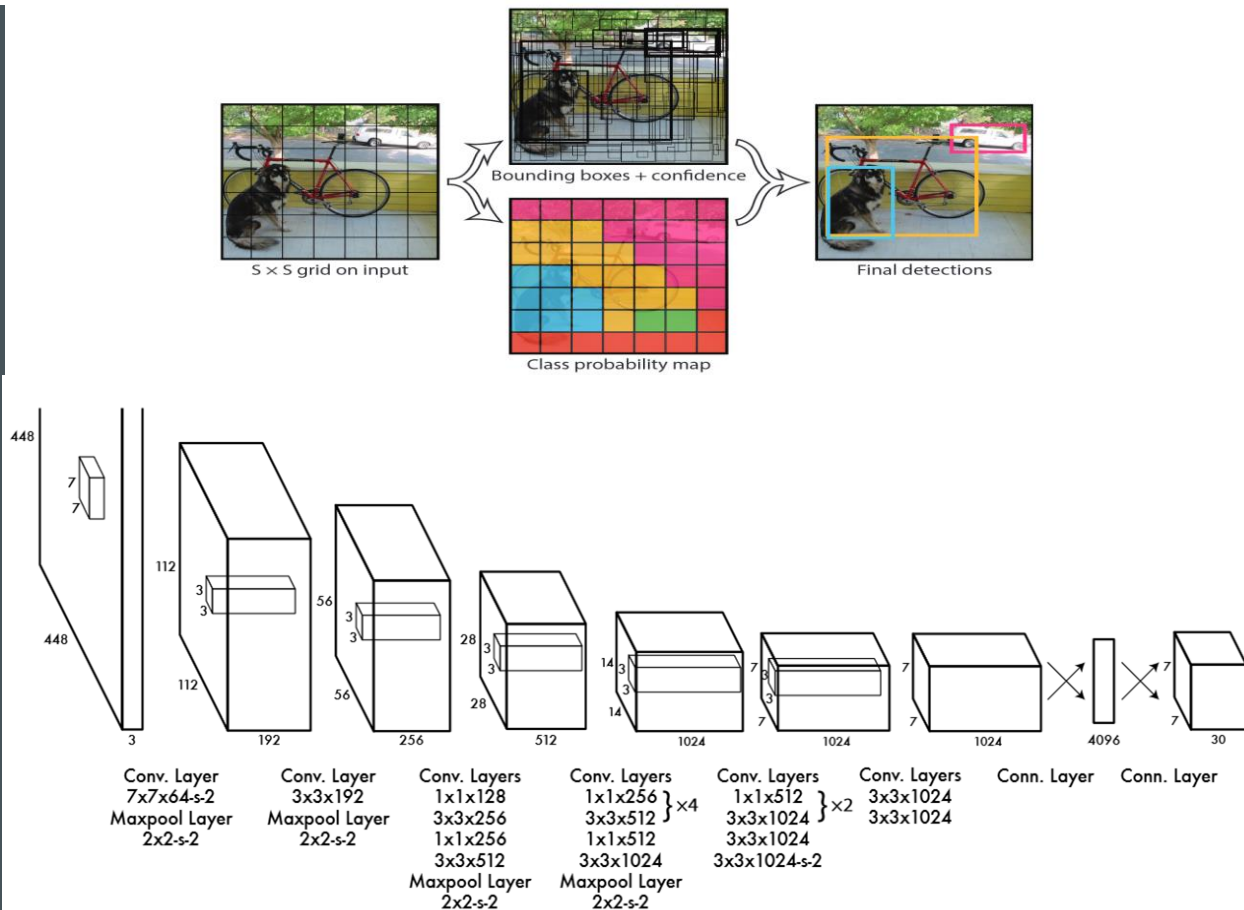 Bounding boxes + confidence
S × S grid on input
Final detections
Class probability map
448
448
7
7
3
112
112
3
3
192
56
56
3
3
256
28
28
3
3
512
14
14
3
3
1024
7
7
3
3
1024
7
7
1024
4096
7
7
30
Conv. Layer
7x7x64-s-2
Maxpool Layer
2x2-s-2
Conv. Layer
3x3x192
Maxpool Layer
2x2-s-2
Conv. Layers
1x1x128
3x3x256
1x1x256
3x3x512
Maxpool Layer
2x2-s-2
Conv. Layers
1x1x256
3x3x512
}×4
1x1x512
3x3x1024
Maxpool Layer
2x2-s-2
Conv. Layers
1x1x512
3x3x1024
}×2
3x3x1024
3x3x1024-s-2
Conv. Layers
3x3x1024
3x3x1024
Conn. Layer
Conn. Layer